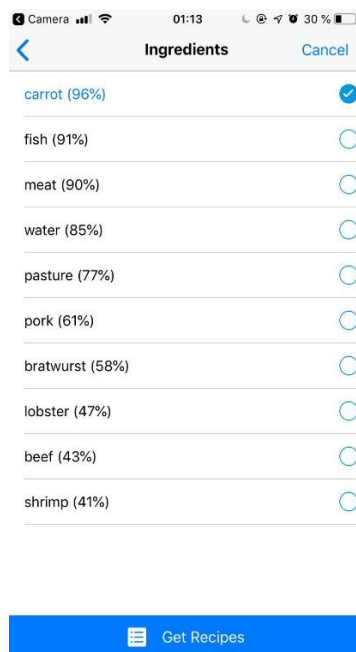 Camera 01:13 30 %
Ingredients Cancel
carrot (96%)
fish (91%)
meat (90%)
water (85%)
pasture (77%)
pork (61%)
bratwurst (58%)
lobster (47%)
beef (43%)
shrimp (41%)
Get Recipes